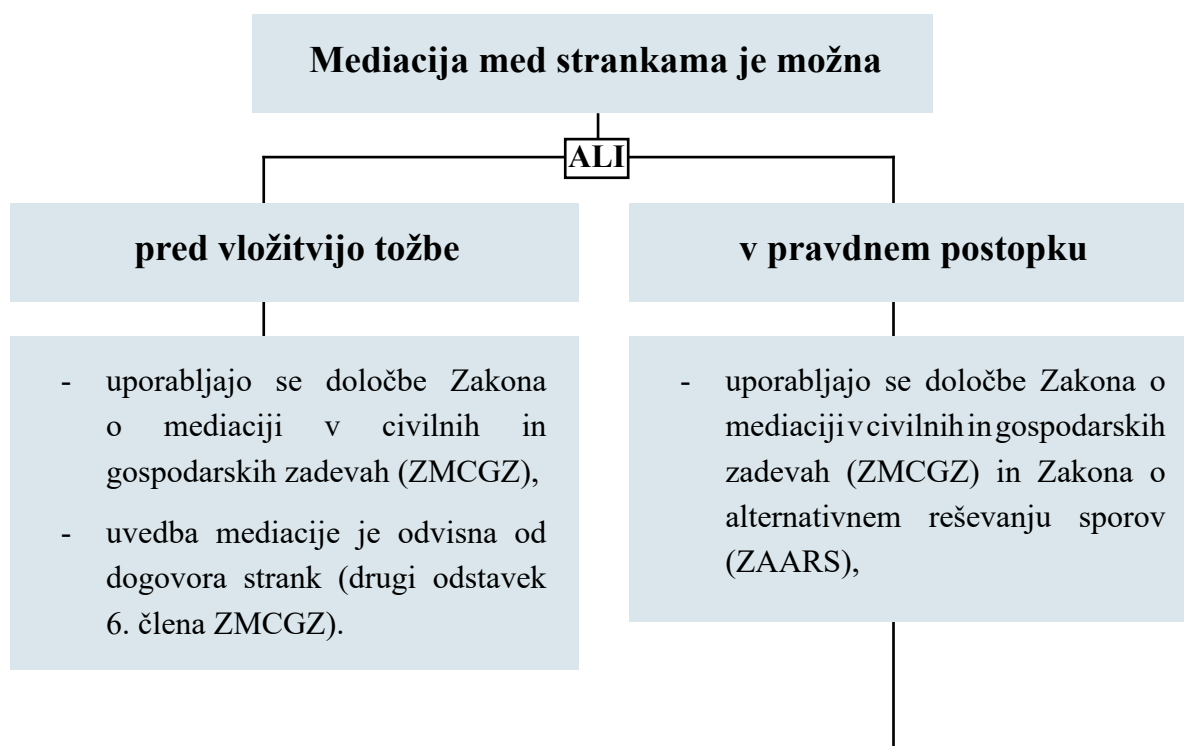 Mediacija med strankama je možna
ALI
pred vložitvijo tožbe
- uporabljajo se določbe Zakona
o mediaciji v civilnih in
gospodarskih zadevah (ZMCGZ),
- uvedba mediacije je odvisna od
dogovora strank (drugi odstavek
6. člena ZMCGZ).
v pravdnem postopku
- uporabljajo se določbe Zakona o
mediaciji v civilnih in gospodarskih
zadevah (ZMCGZ) in Zakona o
alternativnem reševanju sporov
(ZAARS),